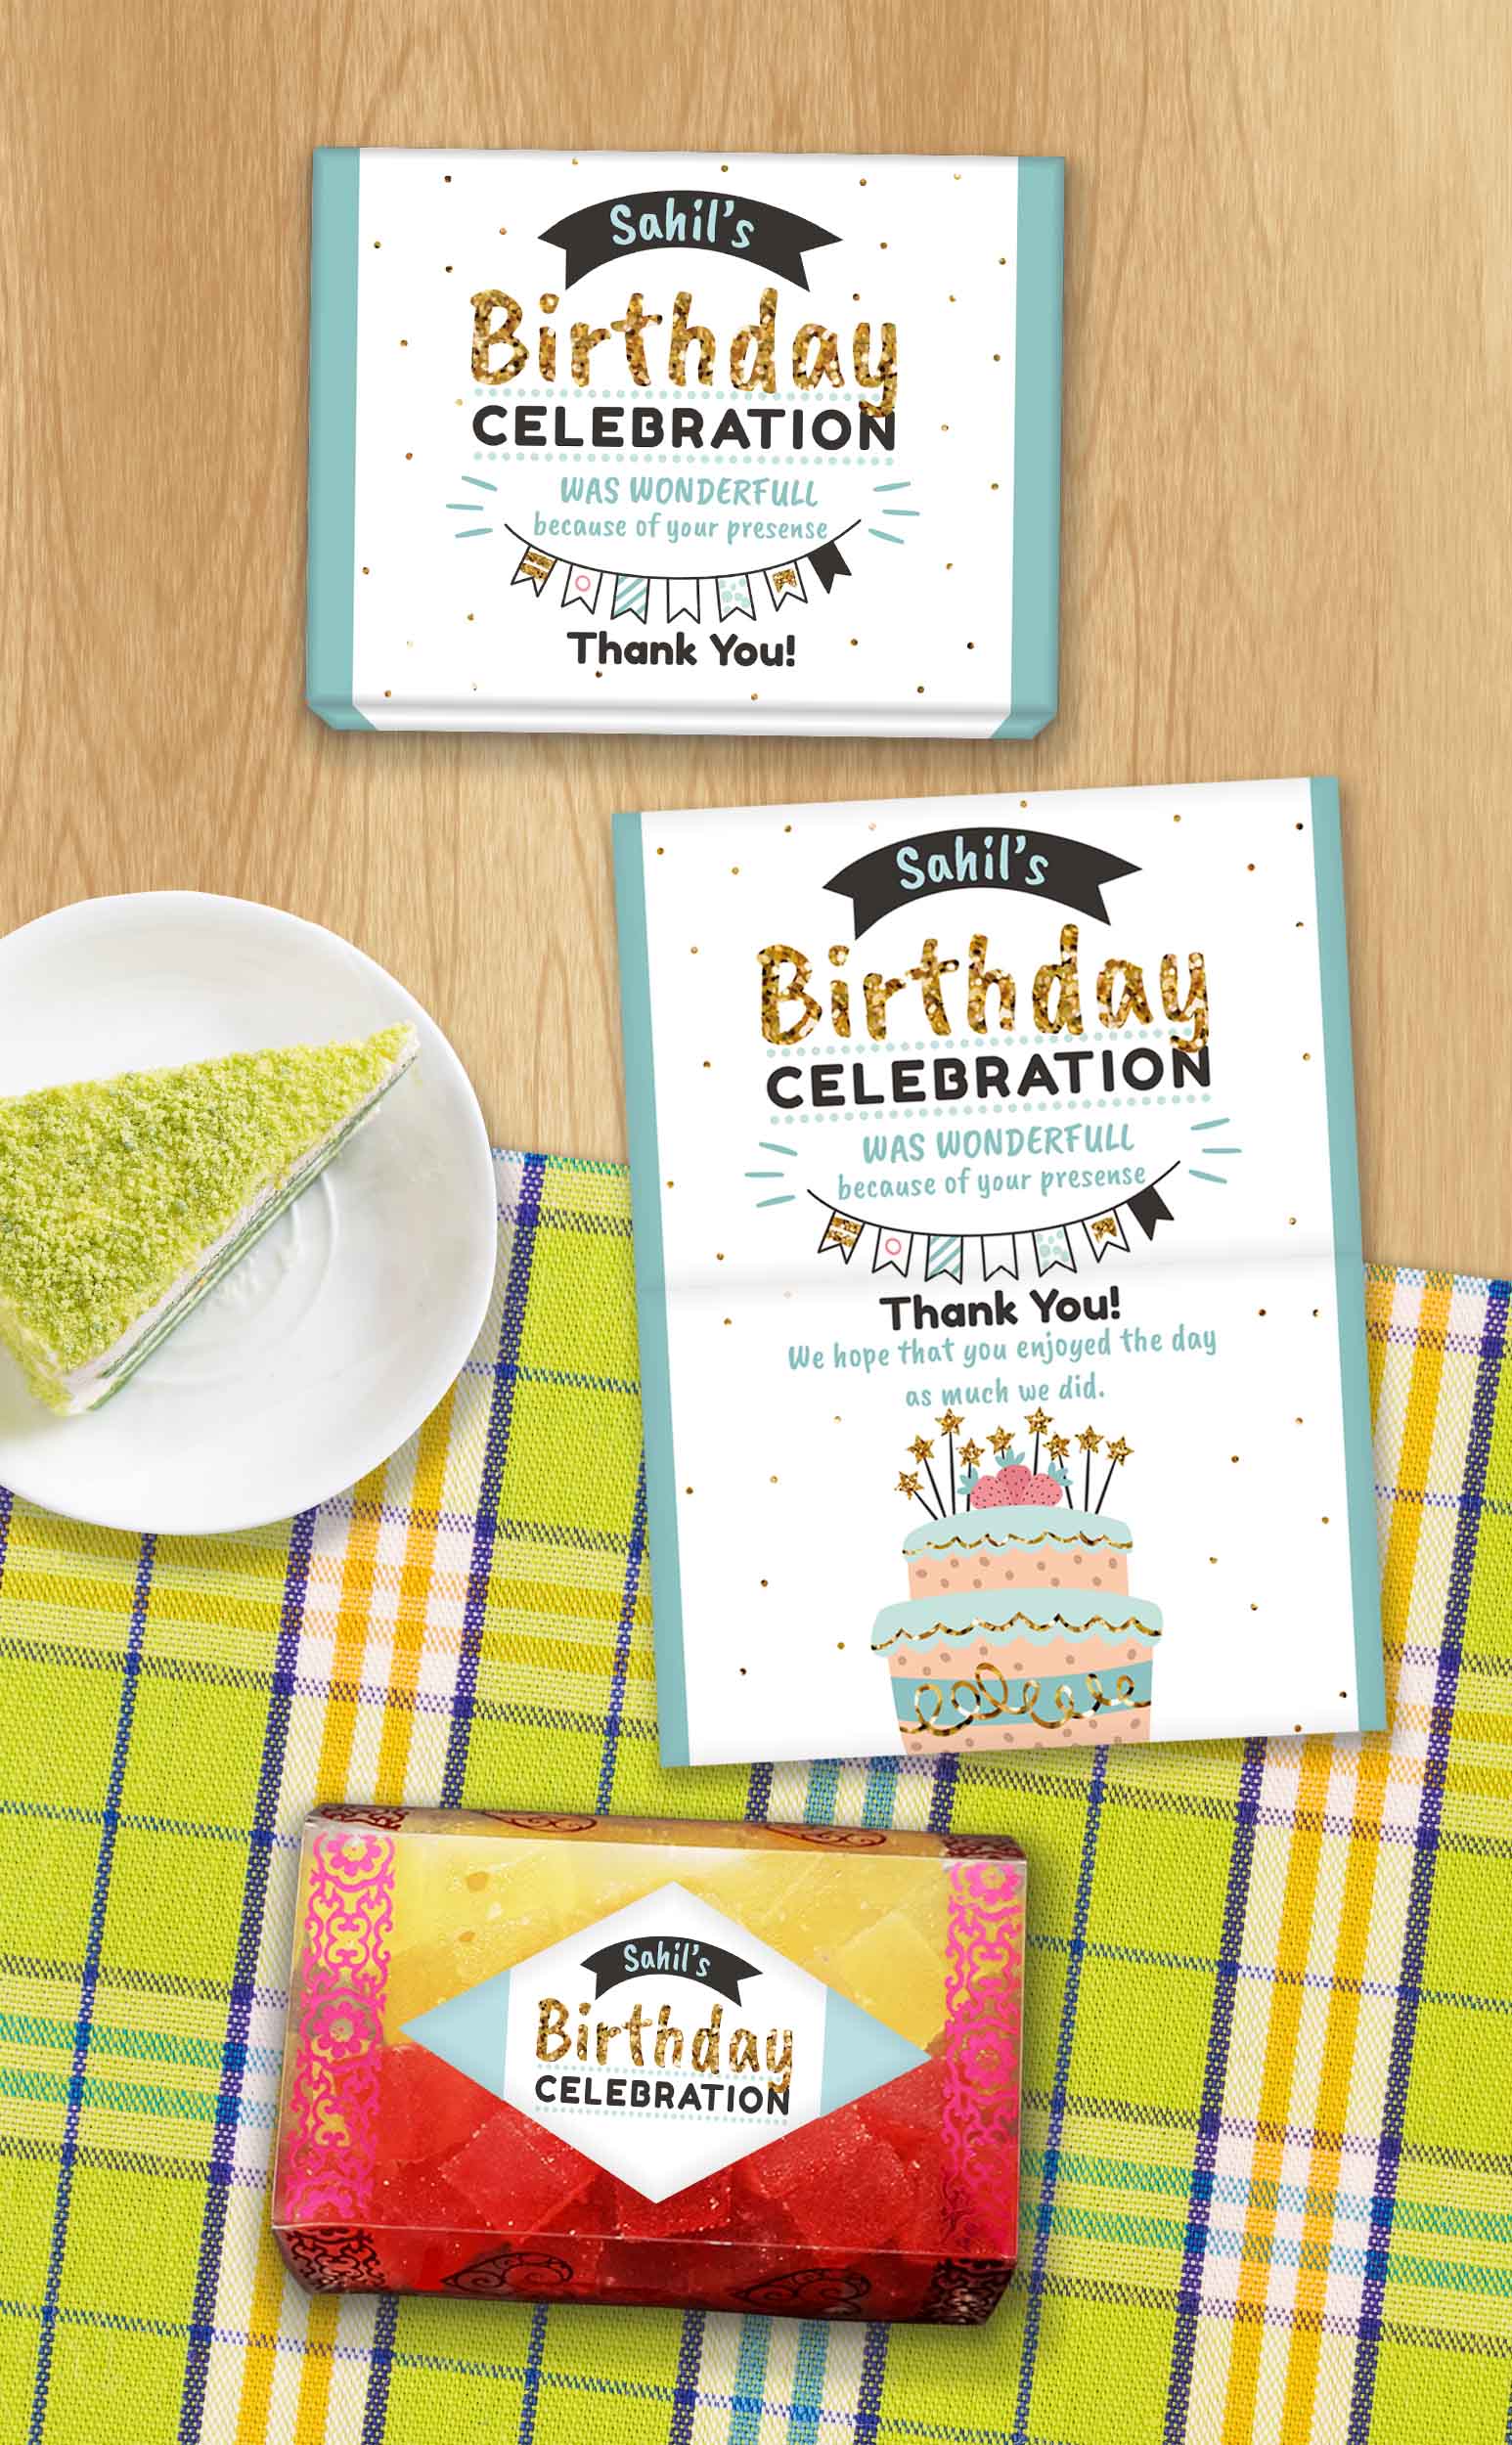 Sahil's
Birthday
CELEBRATION
WAS WONDERFULL
because of your presense
Thank You!
Sahil's
Birthday
CELEBRATION
WAS WONDERFULL
because of your presense
Thank You!
We hope that you enjoyed the day
as much we did.
Sahil's
Birthday
CELEBRATION